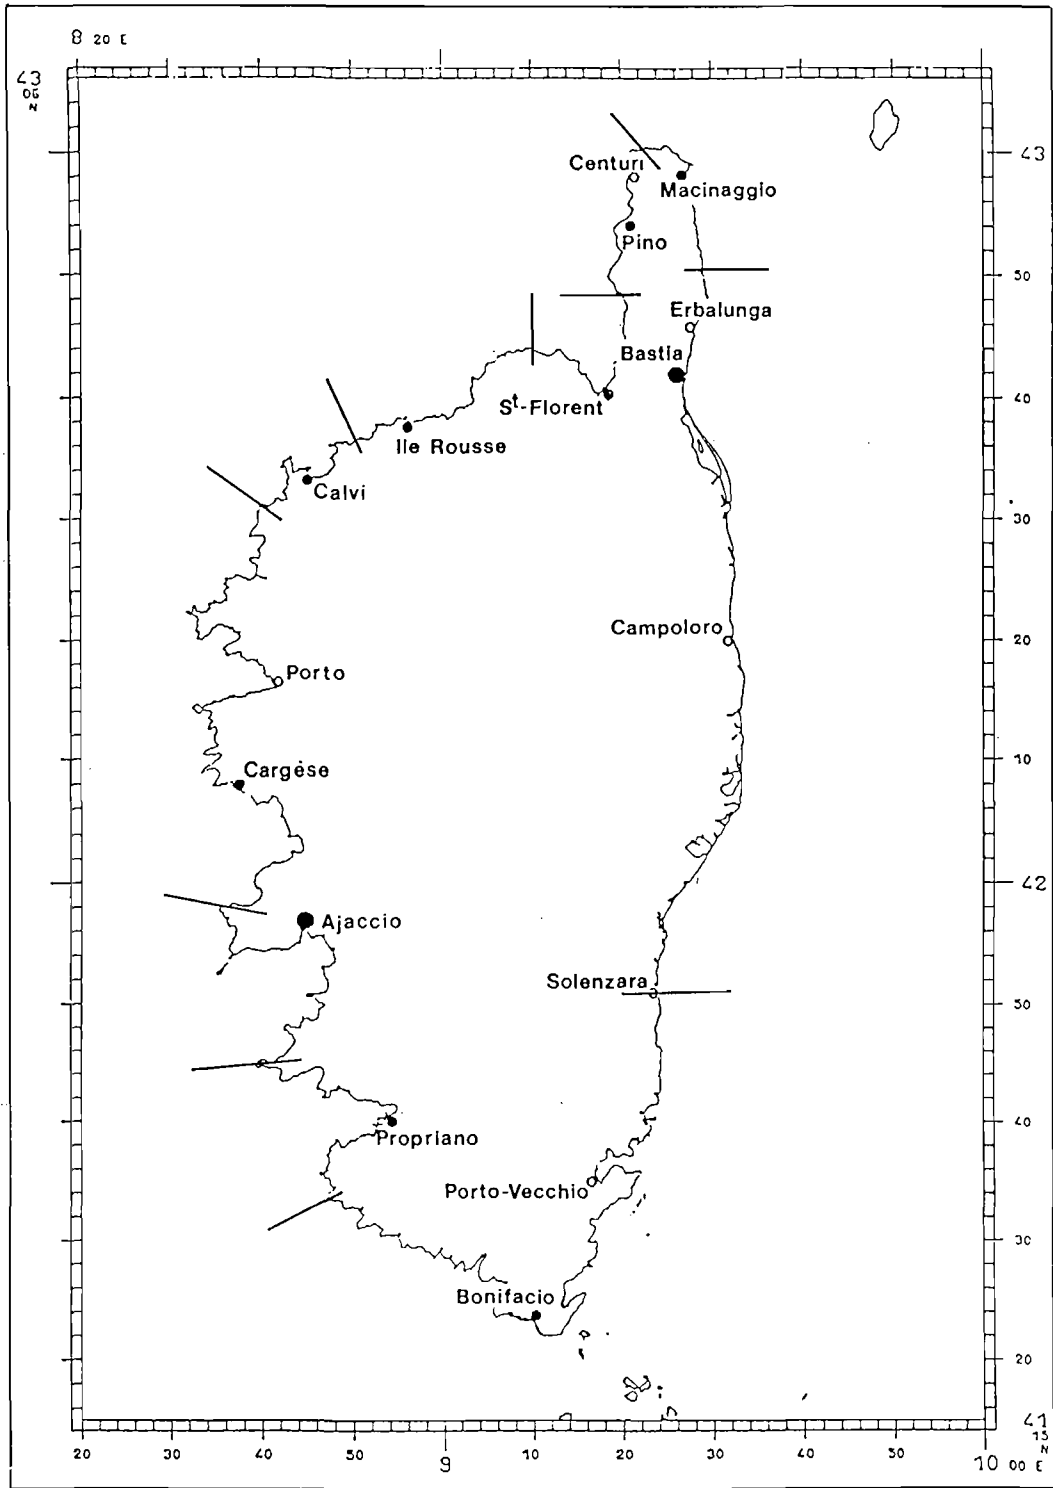 8 20 E
43
06
N
43
Centuri
Macinaggio
Pino
50
Erbalunga
Bastia
40
St-Florent
Ile Rousse
Calvi
30
Campoloro
20
Porto
10
Cargèse
42
Ajaccio
Solenzara
50
40
Propriano
Porto-Vecchio
30
Bonifacio
20
41
15
N
20 30 40 50 9 10 20 30 40 50 10 00 E